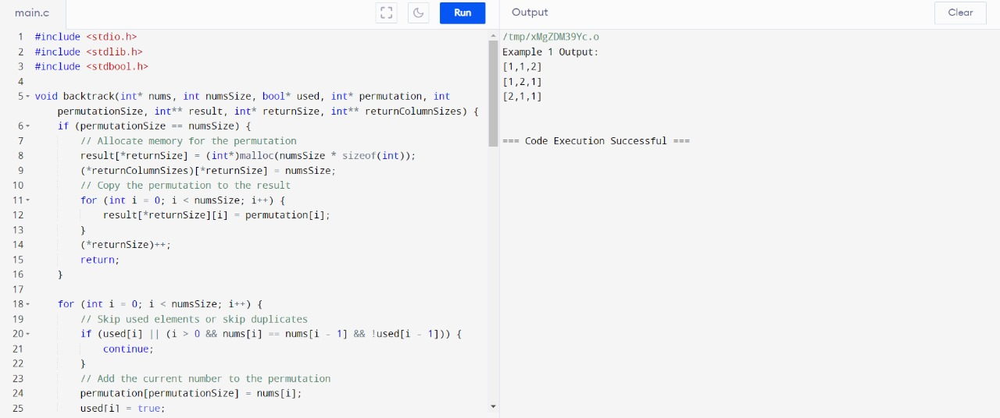 main.c
Run
Output
Clear
1 #include <stdio.h>
2 #include <stdlib.h>
3 #include <stdbool.h>
4
5 void backtrack(int* nums, int numsSize, bool* used, int* permutation, int
permutationSize, int** result, int* returnSize, int** returnColumnSizes) {
6 if (permutationSize == numsSize) {
7 // Allocate memory for the permutation
8 result[*returnSize] = (int*)malloc(numsSize * sizeof(int));
9 (*returnColumnSizes)[*returnSize] = numsSize;
10 // Copy the permutation to the result
11 for (int i = 0; i < numsSize; i++) {
12 result[*returnSize][i] = permutation[i];
13 }
14 (*returnSize)++;
15 return;
16 }
17
18 for (int i = 0; i < numsSize; i++) {
19 // Skip used elements or skip duplicates
20 if (used[i] || (i > 0 && nums[i] == nums[i - 1] && !used[i - 1])) {
21 continue;
22 }
23 // Add the current number to the permutation
24 permutation[permutationSize] = nums[i];
25 used[i] = true;
/tmp/xMgZDM39Yc.o
Example 1 Output:
[1,1,2]
[1,2,1]
[2,1,1]
=== Code Execution Successful ===